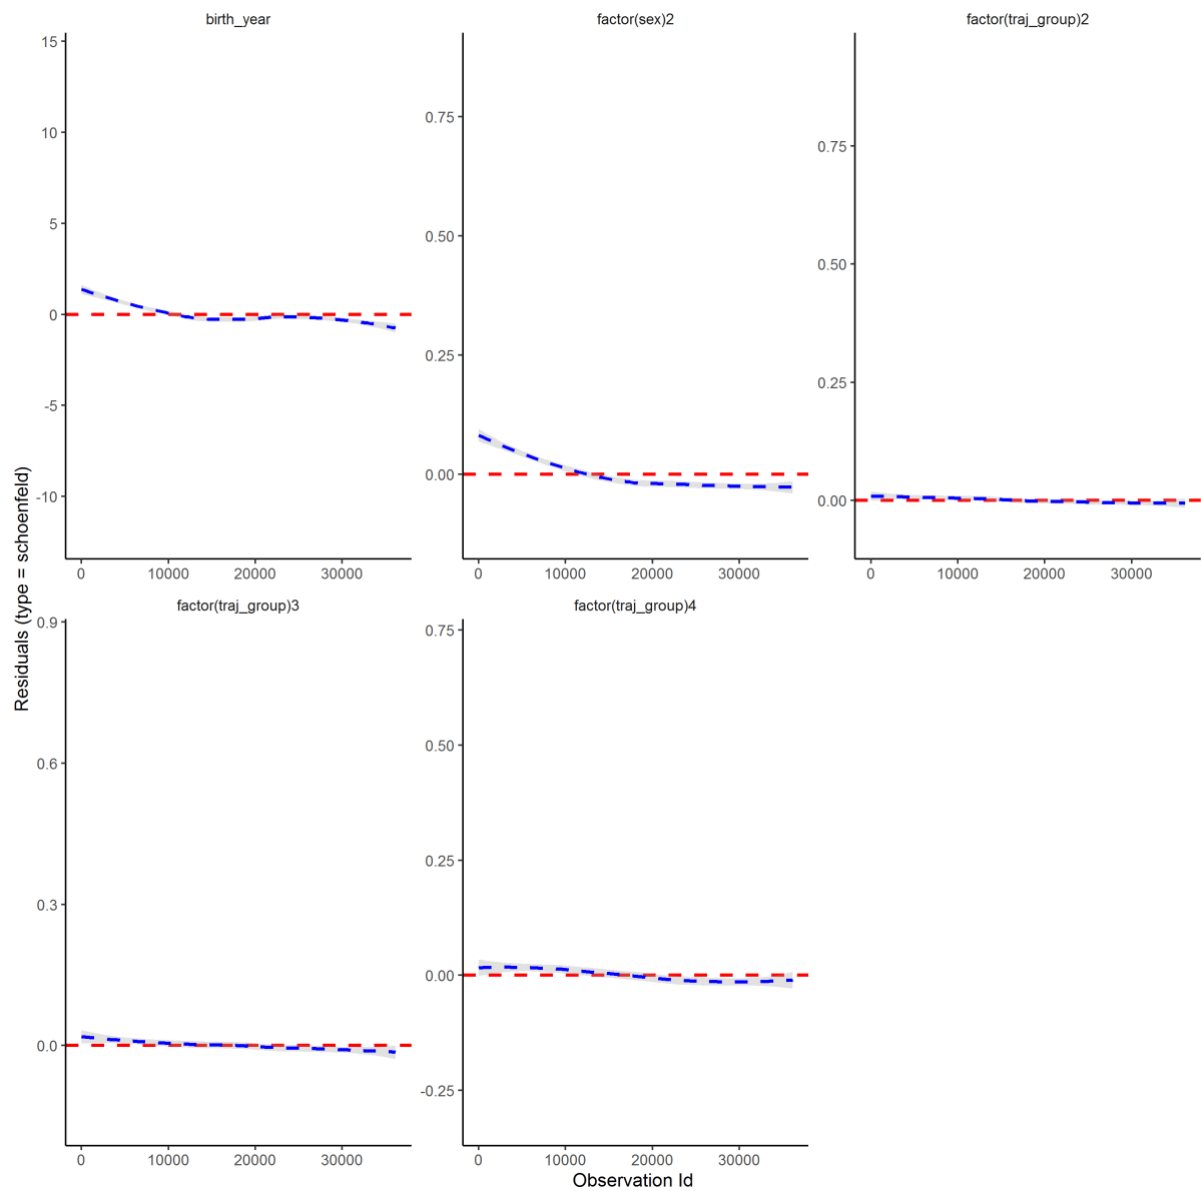 birth_year
factor(sex)2
factor(traj_group)2
15
10
5
0
-5
-10
0.75
0.50
0.25
0.00
0.75
0.50
0.25
0.00
0 10000 20000 30000
0 10000 20000 30000
0 10000 20000 30000
Residuals (type = schoenfeld)
factor(traj_group)3
factor(traj_group)4
0.9
0.6
0.3
0.0
0.75
0.50
0.25
0.00
-0.25
0 10000 20000 30000
0 10000 20000 30000
Observation Id